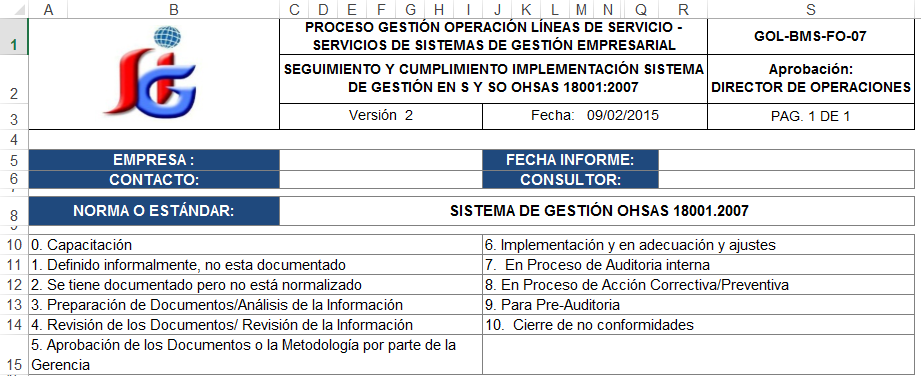 A B C D E F G H I J K L M N O Q R S
1
PROCESO GESTIÓN OPERACIÓN LÍNEAS DE SERVICIO -
SERVICIOS DE SISTEMAS DE GESTIÓN EMPRESARIAL
GOL-BMS-FO-07
2
SEGUIMIENTO Y CUMPLIMIENTO IMPLEMENTACIÓN SISTEMA
DE GESTIÓN EN S Y SO OHSAS 18001:2007
Aprobación:
DIRECTOR DE OPERACIONES
3
Versión 2
Fecha: 09/02/2015
PAG. 1 DE 1
4
5 EMPRESA : FECHA INFORME:
6 CONTACTO: CONSULTOR:
8 NORMA O ESTÁNDAR: SISTEMA DE GESTIÓN OHSAS 18001.2007
10 0. Capacitación 6. Implementación y en adecuación y ajustes
11 1. Definido informalmente, no esta documentado 7. En Proceso de Auditoria interna
12 2. Se tiene documentado pero no está normalizado 8. En Proceso de Acción Correctiva/Preventiva
13 3. Preparación de Documentos/Análisis de la Información 9. Para Pre-Auditoria
14 4. Revisión de los Documentos/ Revisión de la Información 10. Cierre de no conformidades
5. Aprobación de los Documentos o la Metodología por parte de la
15 Gerencia